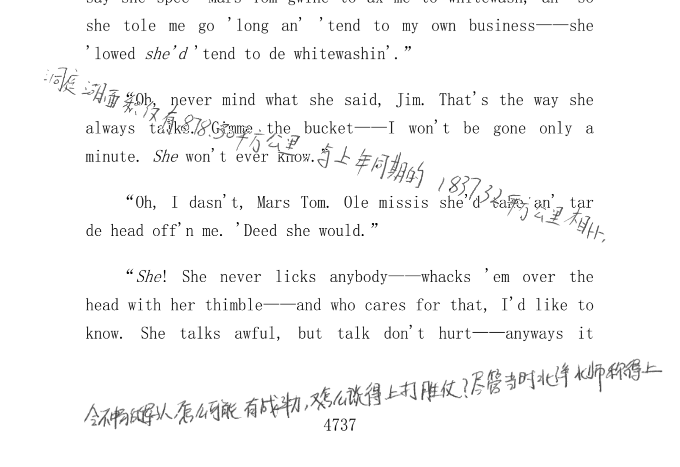 say she spec' Mars Tom gwine to ax me to whitewash, an' so
she tole me go 'long an' 'tend to my own business——she
'lowed she'd 'tend to de whitewashin'.”
“Oh, never mind what she said, Jim. That's the way she
always talks. Gimme the bucket——I won't be gone only a
minute. She won't ever know.”
洞庭湖面积仅有878.36平方公里与上年同期的1837.32平方公里相比,
“Oh, I dasn't, Mars Tom. Ole missis she'd take an' tar
de head off'n me. 'Deed she would.”
“She! She never licks anybody——whacks 'em over the
head with her thimble——and who cares for that, I'd like to
know. She talks awful, but talk don't hurt——anyways it
怎么可能有战斗力,又怎么谈得上打胜仗?尽管当时北洋水师称得上
4737